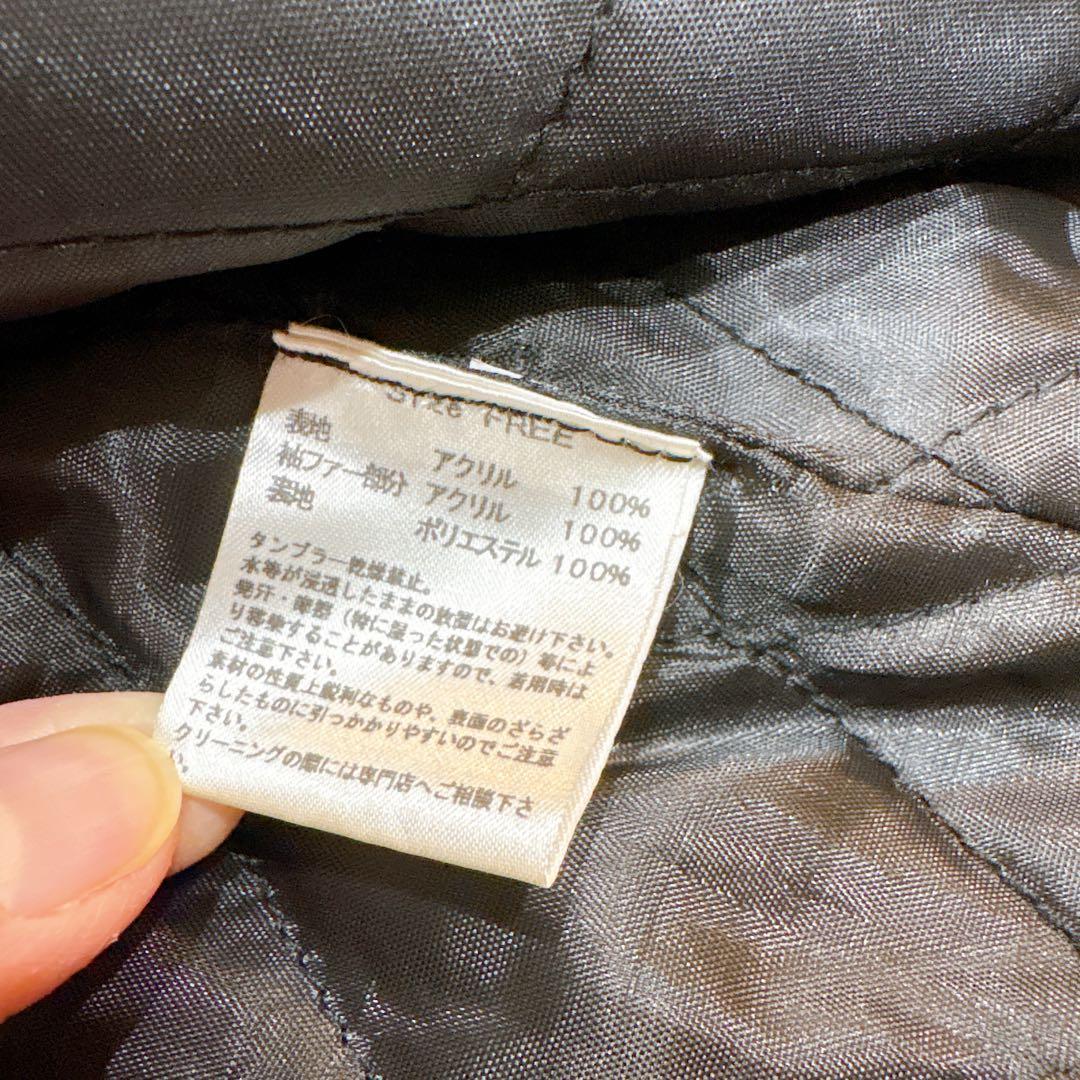 Size FREE
表地 アクリル 100%
袖ファー部分 アクリル 100%
裏地 ポリエステル 100%
タンブラー乾燥禁止。
水等が浸透したままの放置はお避け下さい。
発汗・摩擦(特に湿った状態での)等によ
り移染することがありますので、着用時は
ご注意下さい。
素材の性質上鋭利なものや、表面のざらざ
らしたものに引っかかりやすいのでご注意
下さい。
クリーニングの際には専門店へご相談下さ
い。